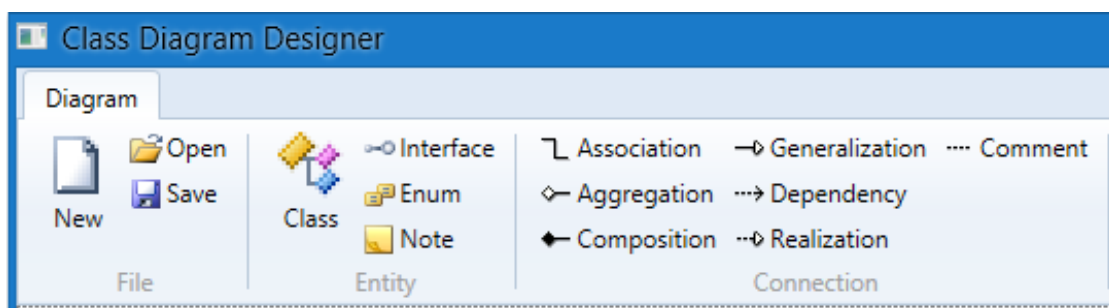 Class Diagram Designer
Diagram
Open Interface Association Generalization Comment
Save Enum Aggregation Dependency
New Class Note Composition Realization
File Entity Connection